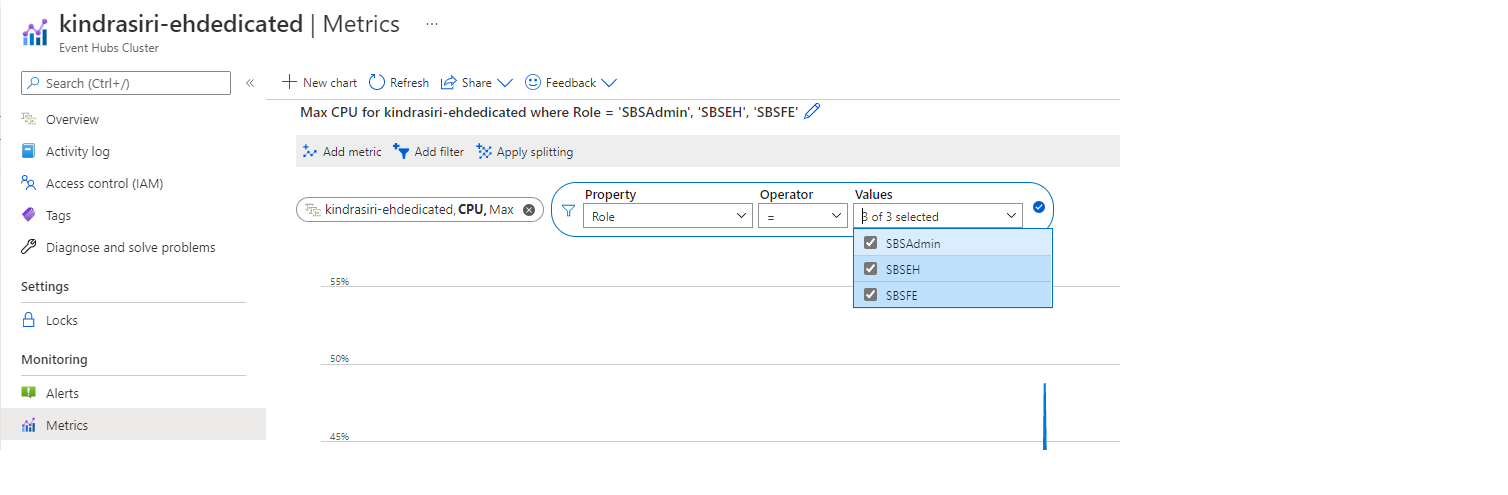 kindrasiri-ehdedicated | Metrics ...
Event Hubs Cluster
Search (Ctrl+/)
«
New chart Refresh Share Feedback
Max CPU for kindrasiri-ehdedicated where Role = 'SBSAdmin', 'SBSEH', 'SBSFE'
Overview
Activity log
Add metric Add filter Apply splitting
Access control (IAM)
Tags
Diagnose and solve problems
Property Operator Values
kindrasiri-ehdedicated, CPU, Max
Role = 3 of 3 selected
SBSAdmin
SBSEH
SBSFE
Settings
Locks
Monitoring
Alerts
Metrics
55%
50%
45%